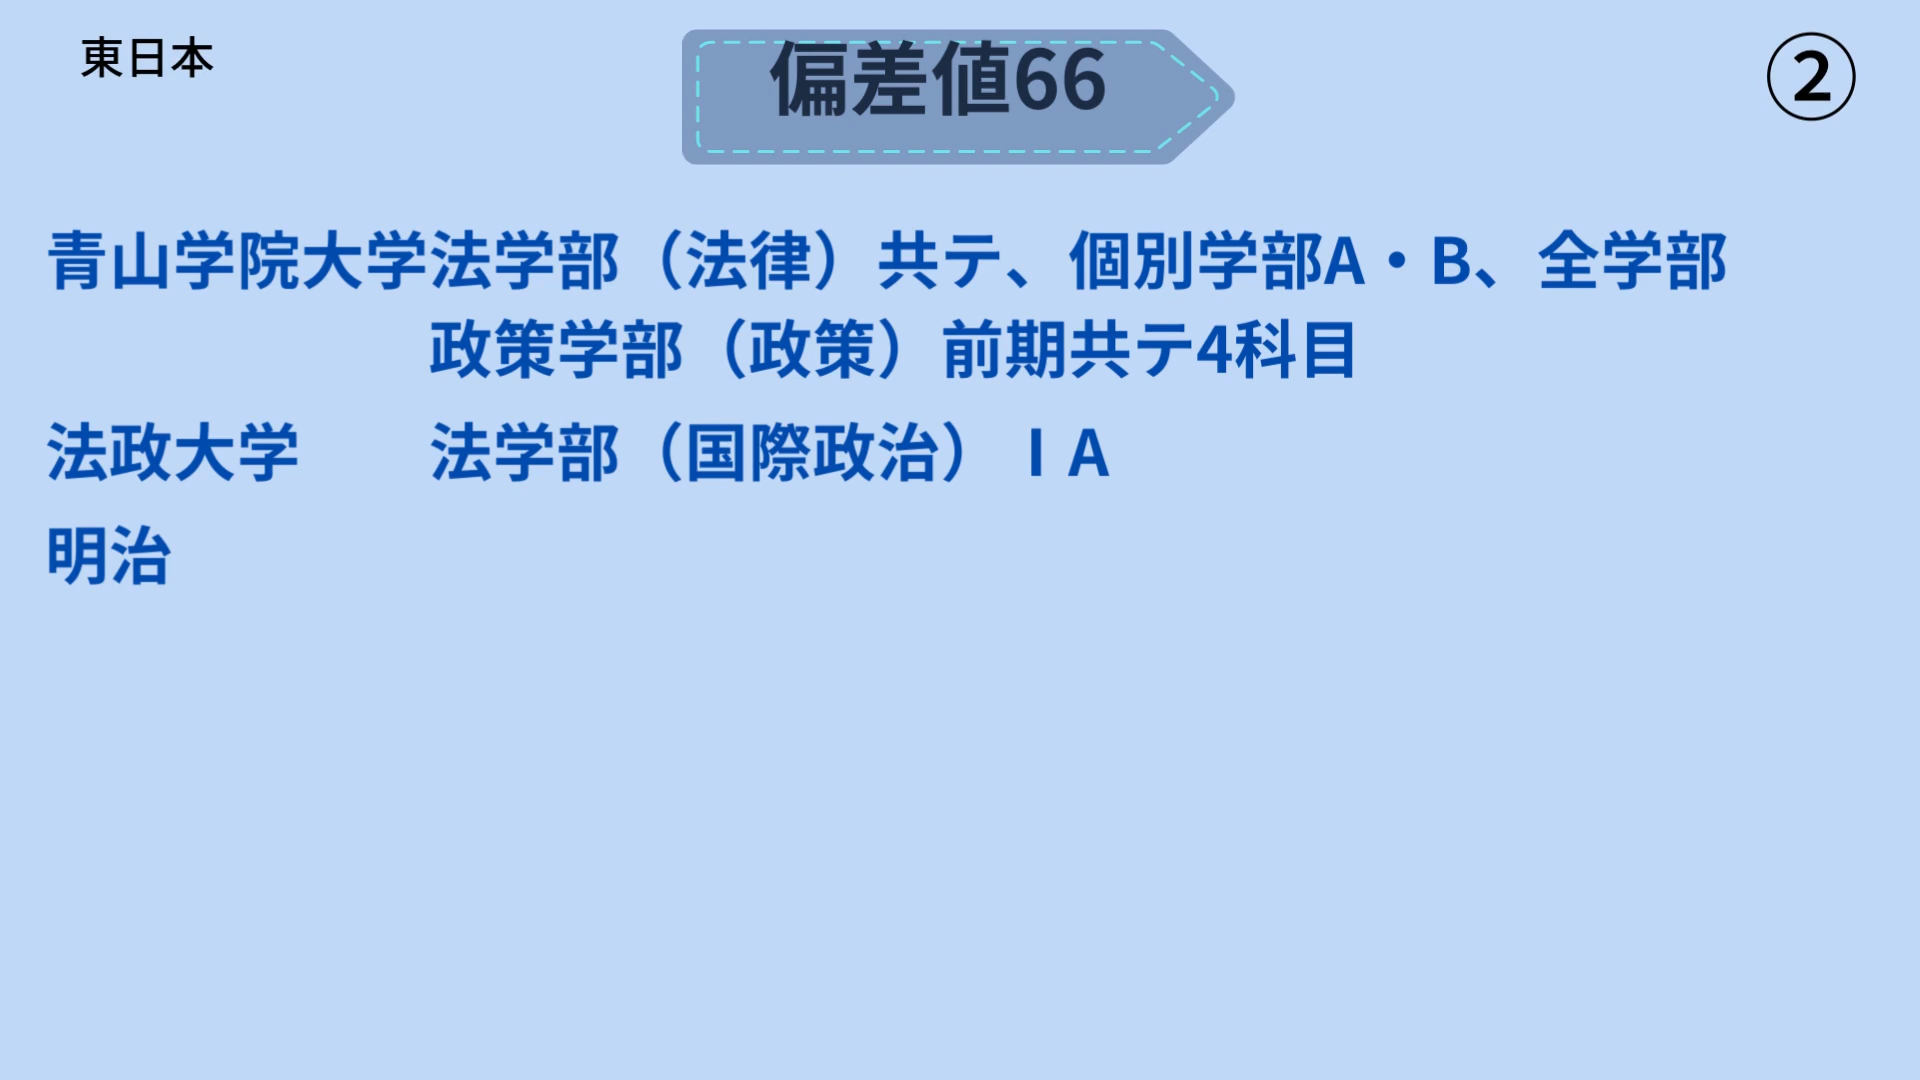 東日本
偏差値66
②
青山学院大学法学部（法律）共テ、個別学部A・B、全学部
政策学部（政策）前期共テ4科目
法政大学　　法学部（国際政治）ⅠA
明治